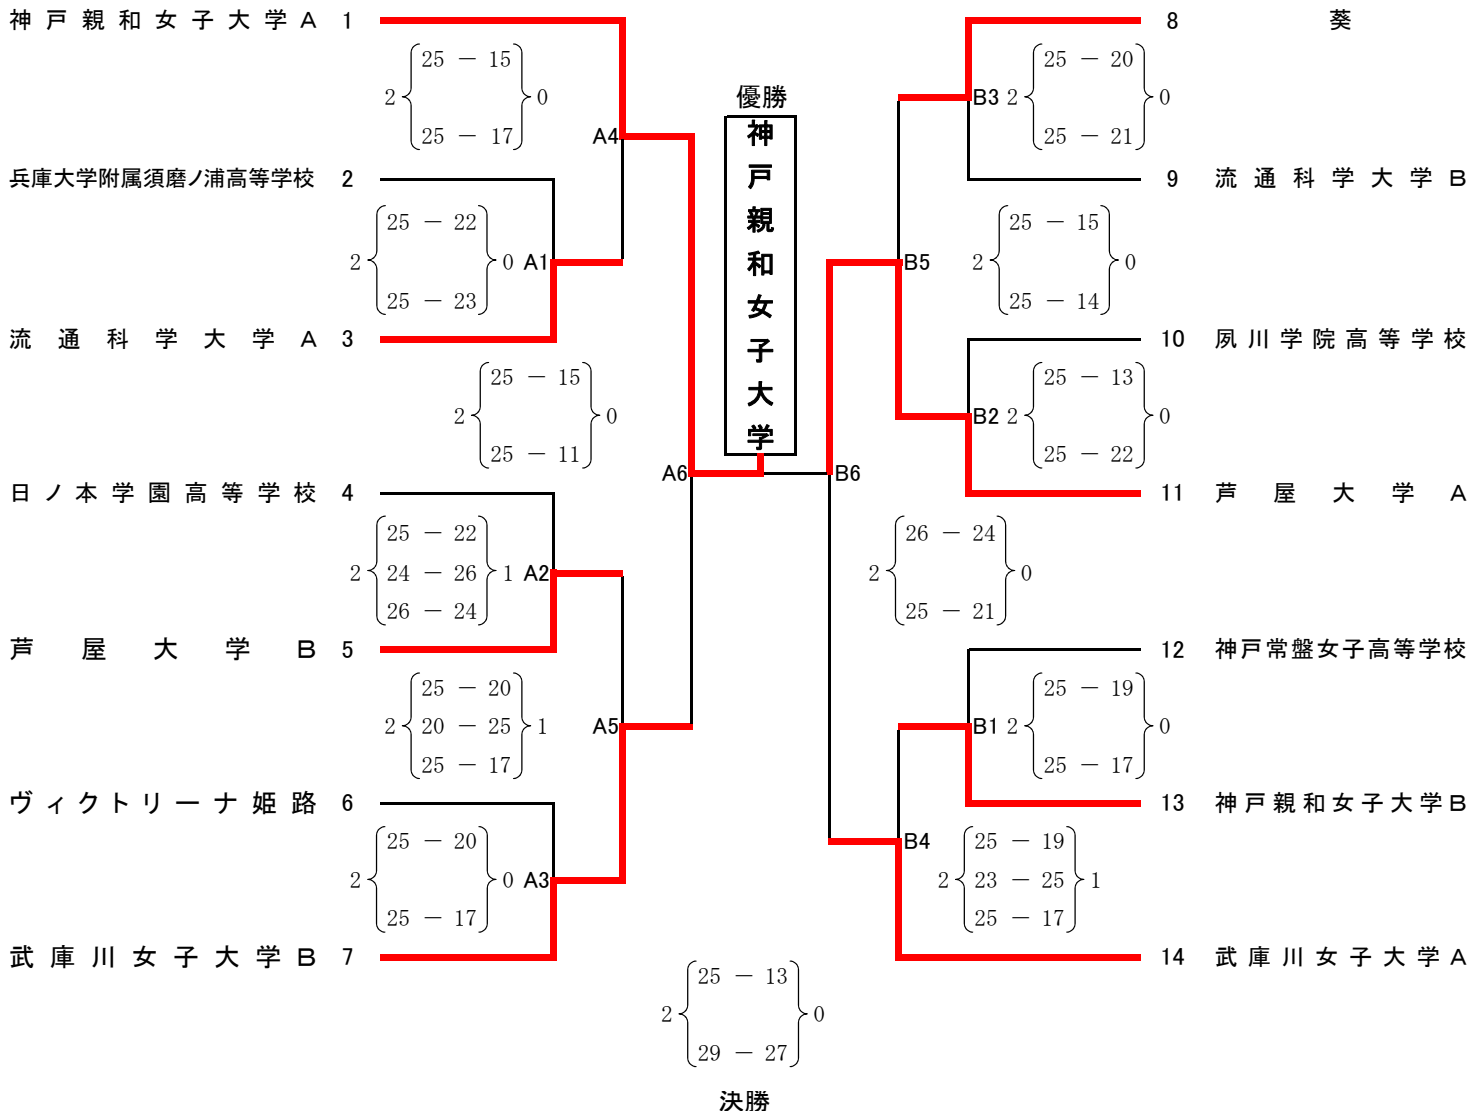 神戸親和女子大学A 1
25 － 15
2 0
25 － 17
A4
兵庫大学附属須磨ノ浦高等学校 2
25 － 22
2 0 A1
25 － 23
流通科学大学A 3
25 － 15
2 0
25 － 11
A6
日ノ本学園高等学校 4
25 － 22
2 24 － 26 1 A2
26 － 24
芦屋大学B 5
25 － 20
2 20 － 25 1 A5
25 － 17
ヴィクトリーナ姫路 6
25 － 20
2 0 A3
25 － 17
武庫川女子大学B 7
優勝
神戸親和女子大学
8 葵
25 － 20
B3 2 0
25 － 21
9 流通科学大学B
25 － 15
B5 2 0
25 － 14
10 夙川学院高等学校
25 － 13
B2 2 0
25 － 22
11 芦屋大学A
B6
26 － 24
2 0
25 － 21
12 神戸常盤女子高等学校
25 － 19
B1 2 0
25 － 17
13 神戸親和女子大学B
B4
25 － 19
2 23 － 25 1
25 － 17
14 武庫川女子大学A
25 － 13
2 0
29 － 27
決勝